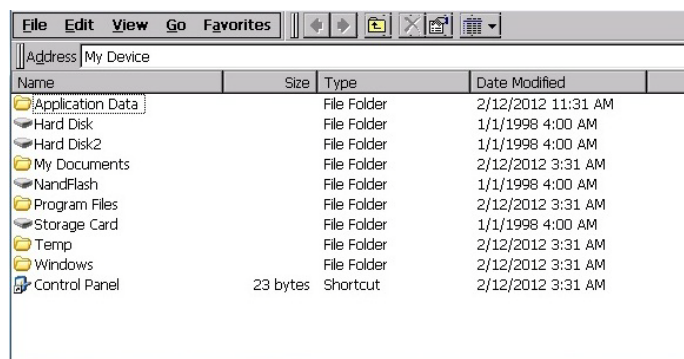 File Edit View Go Favorites
Address My Device
Name Size Type Date Modified
Application Data File Folder 2/12/2012 11:31 AM
Hard Disk File Folder 1/1/1998 4:00 AM
Hard Disk2 File Folder 1/1/1998 4:00 AM
My Documents File Folder 2/12/2012 3:31 AM
NandFlash File Folder 1/1/1998 4:00 AM
Program Files File Folder 2/12/2012 3:31 AM
Storage Card File Folder 1/1/1998 4:00 AM
Temp File Folder 2/12/2012 3:31 AM
Windows File Folder 2/12/2012 3:31 AM
Control Panel 23 bytes Shortcut 2/12/2012 3:31 AM